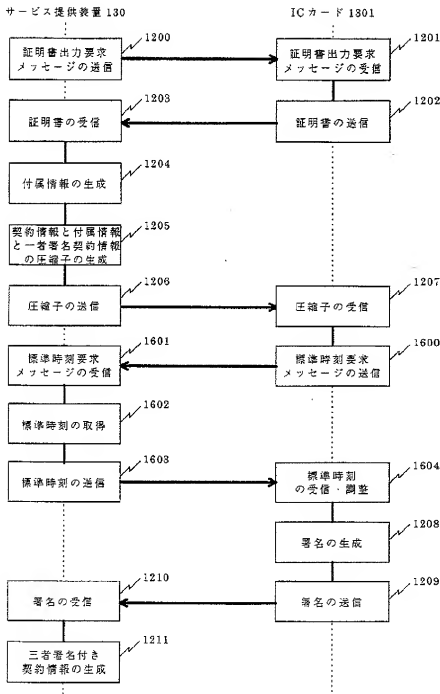 サービス提供装置130
ICカード1301
1200
証明書出力要求
メッセージの送信
1201
証明書出力要求
メッセージの受信
1203
証明書の受信
1202
証明書の送信
1204
付属情報の生成
1205
契約情報と付属情報
と一者署名契約情報
の圧縮子の生成
1206
圧縮子の送信
1207
圧縮子の受信
1601
標準時刻要求
メッセージの受信
1600
標準時刻要求
メッセージの送信
1602
標準時刻の取得
1603
標準時刻の送信
1604
標準時刻
の受信・調整
1208
署名の生成
1210
署名の受信
1209
署名の送信
1211
三者署名付き
契約情報の生成